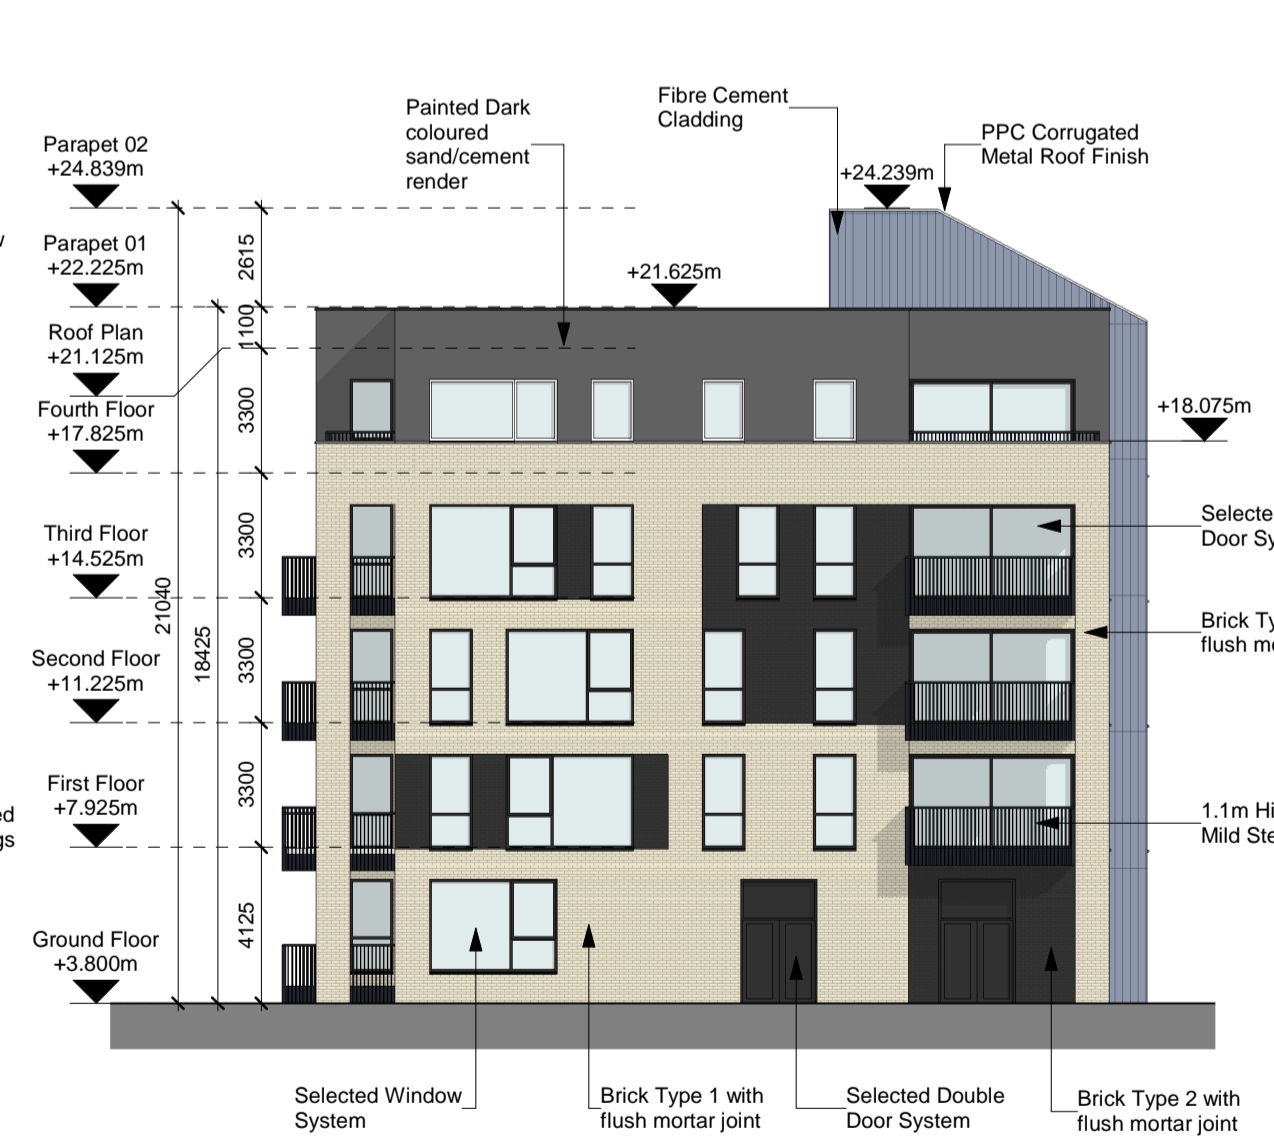 Painted Dark
coloured
sand/cement
render
Fibre Cement
Cladding
PPC Corrugated
Metal Roof Finish
Parapet 02
+24.839m
+24.239m
Parapet 01
+22.225m
+21.625m
Roof Plan
+21.125m
Fourth Floor
+17.825m
+18.075m
Third Floor
+14.525m
Second Floor
+11.225m
First Floor
+7.925m
Ground Floor
+3.800m
21040
18425
2615
1100
3300
3300
3300
3300
4125
Selecte
Door Sy
Brick Ty
flush mo
1.1m Hi
Mild Ste
ed
gs
Selected Window
System
Brick Type 1 with
flush mortar joint
Selected Double
Door System
Brick Type 2 with
flush mortar joint